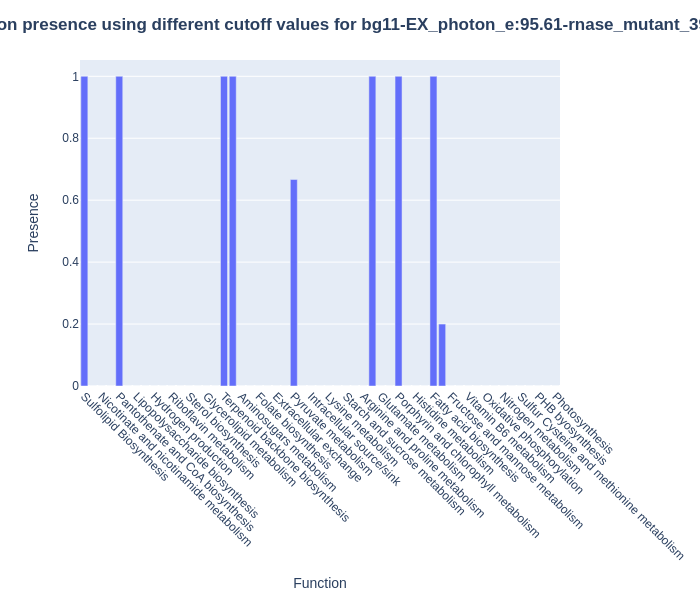 on presence using different cutoff values for bg11-EX_photon_e:95.61-rnase_mutant_39
Presence
1
0.8
0.6
0.4
0.2
0
Sulfolipid Biosynthesis
Nicotinate and nicotinamide metabolism
Pantothenate and CoA biosynthesis
Lipopolysaccharide biosynthesis
Hydrogen production
Riboflavin metabolism
Sterol biosynthesis
Glycerolipid metabolism
Terpenoid backbone biosynthesis
Aminosugars metabolism
Folate biosynthesis
Extracellular exchange
Pyruvate metabolism
Intracellular source/sink
Lysine metabolism
Starch and sucrose metabolism
Arginine and proline metabolism
Glutamate metabolism
Porphyrin and chlorophyll metabolism
Histidine metabolism
Fatty acid biosynthesis
Fructose and mannose metabolism
Vitamin B6 metabolism
Oxidative phosphorylation
Nitrogen metabolism
Sulfur Cysteine and methionine metabolism
PHB byosynthesis
Photosynthesis
Function